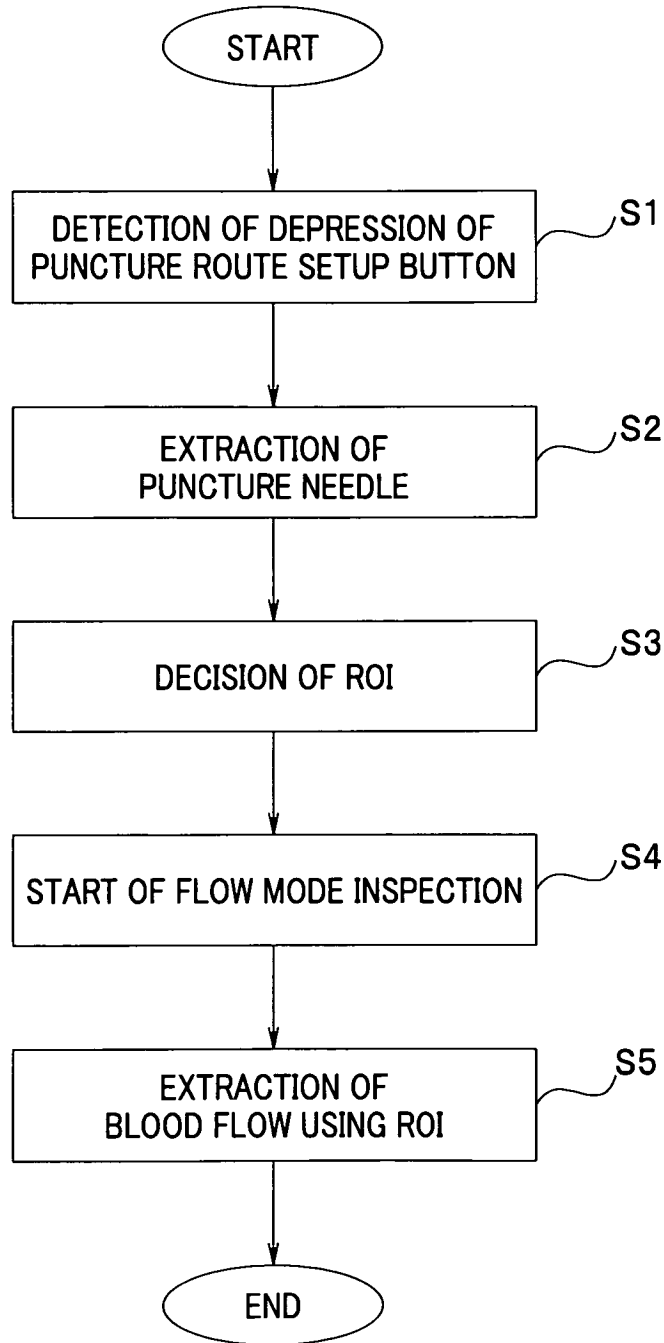 START
DETECTION OF DEPRESSION OF
PUNCTURE ROUTE SETUP BUTTON
S1
EXTRACTION OF
PUNCTURE NEEDLE
S2
DECISION OF ROI
S3
START OF FLOW MODE INSPECTION
S4
EXTRACTION OF
BLOOD FLOW USING ROI
S5
END